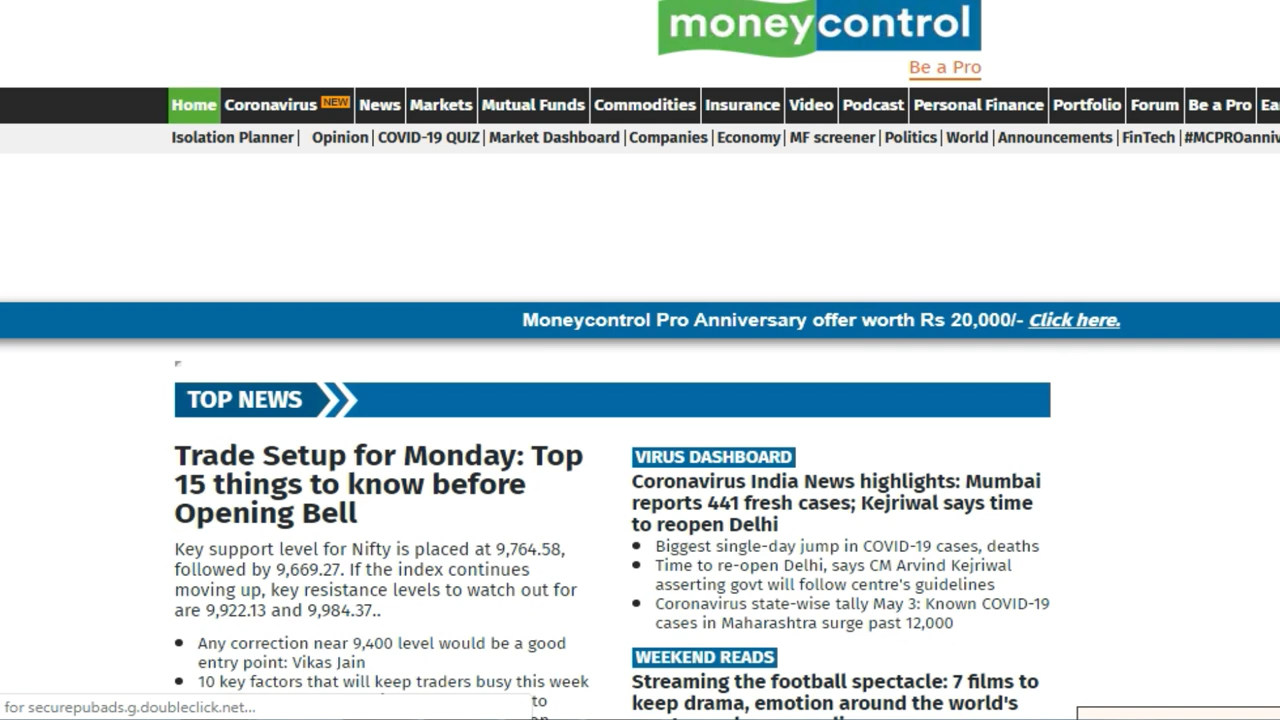 moneycontrol
Be a Pro
Home Coronavirus NEW News Markets Mutual Funds Commodities Insurance Video Podcast Personal Finance Portfolio Forum Be a Pro
Isolation Planner| Opinion| COVID-19 QUIZ| Market Dashboard |Companies |Economy| MF screener |Politics |World |Announcements |FinTech |
Moneycontrol Pro Anniversary offer worth Rs 20,000/- Click here.
TOP NEWS
Trade Setup for Monday: Top
15 things to know before
Opening Bell
Key support level for Nifty is placed at 9,764.58,
followed by 9,669.27. If the index continues
moving up, key resistance levels to watch out for
are 9,922.13 and 9,984.37..
• Any correction near 9,400 level would be a good
entry point: Vikas Jain
• 10 key factors that will keep traders busy this week
to
VIRUS DASHBOARD
Coronavirus India News highlights: Mumbai
reports 441 fresh cases; Kejriwal says time
to reopen Delhi
• Biggest single-day jump in COVID-19 cases, deaths
• Time to re-open Delhi, says CM Arvind Kejriwal
asserting govt will follow centre's guidelines
• Coronavirus state-wise tally May 3: Known COVID-19
cases in Maharashtra surge past 12,000
WEEKEND READS
Streaming the football spectacle: 7 films to
keep drama, emotion around the world's
for securepubads.g.doubleclick.net...